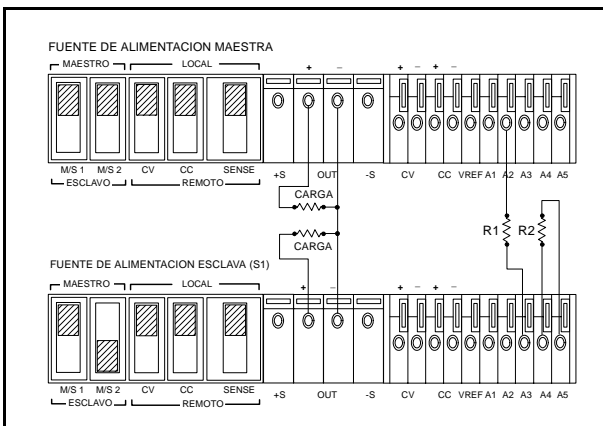 FUENTE DE ALIMENTACION MAESTRA
MAESTRO LOCAL + – + – + –
M/S 1 M/S 2 CV CC SENSE +S OUT -S CV CC VREF A1 A2 A3 A4 A5
ESCLAVO REMOTO
CARGA
R1 R2
CARGA
FUENTE DE ALIMENTACION ESCLAVA (S1)
MAESTRO LOCAL + – + – + –
M/S 1 M/S 2 CV CC SENSE +S OUT -S CV CC VREF A1 A2 A3 A4 A5
ESCLAVO REMOTO